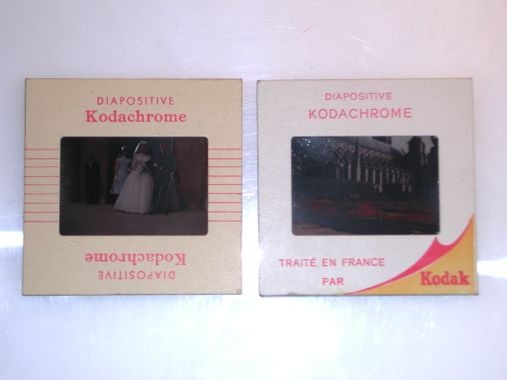 DIAPOSITIVE
Kodachrome
DIAPOSITIVE
Kodachrome
DIAPOSITIVE
KODACHROME
TRAITÉ EN FRANCE
PAR
Kodak